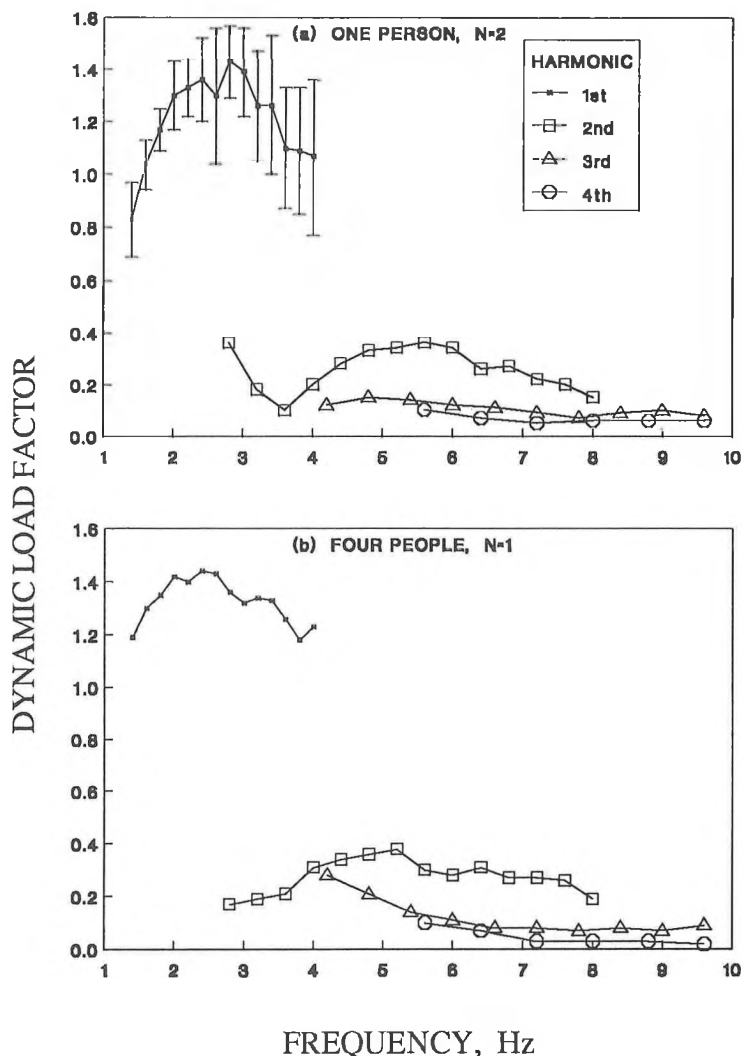 1.6
1.4
1.2
1.0
0.8
0.6
0.4
0.2
0.0
(a) ONE PERSON, N=2
HARMONIC
1st
2nd
3rd
4th
1 2 3 4 5 6 7 8 9 10
DYNAMIC LOAD FACTOR
1.6
1.4
1.2
1.0
0.8
0.6
0.4
0.2
0.0
(b) FOUR PEOPLE, N=1
1 2 3 4 5 6 7 8 9 10
FREQUENCY, Hz